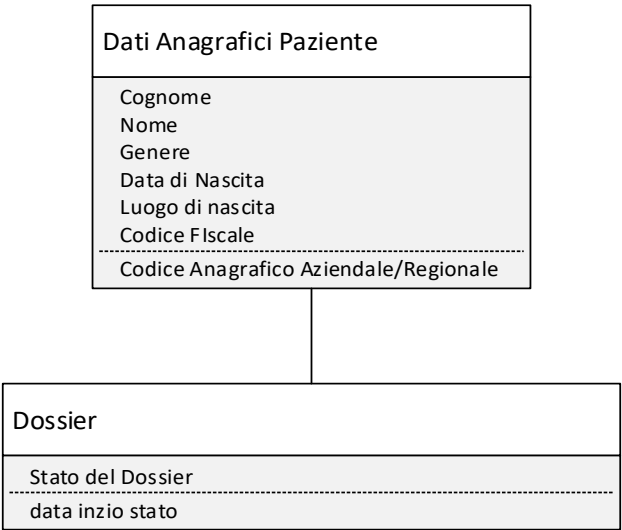 Dati Anagrafici Paziente
Cognome
Nome
Genere
Data di Nascita
Luogo di nascita
Codice FIscale
Codice Anagrafico Aziendale/Regionale
Dossier
Stato del Dossier
data inzio stato